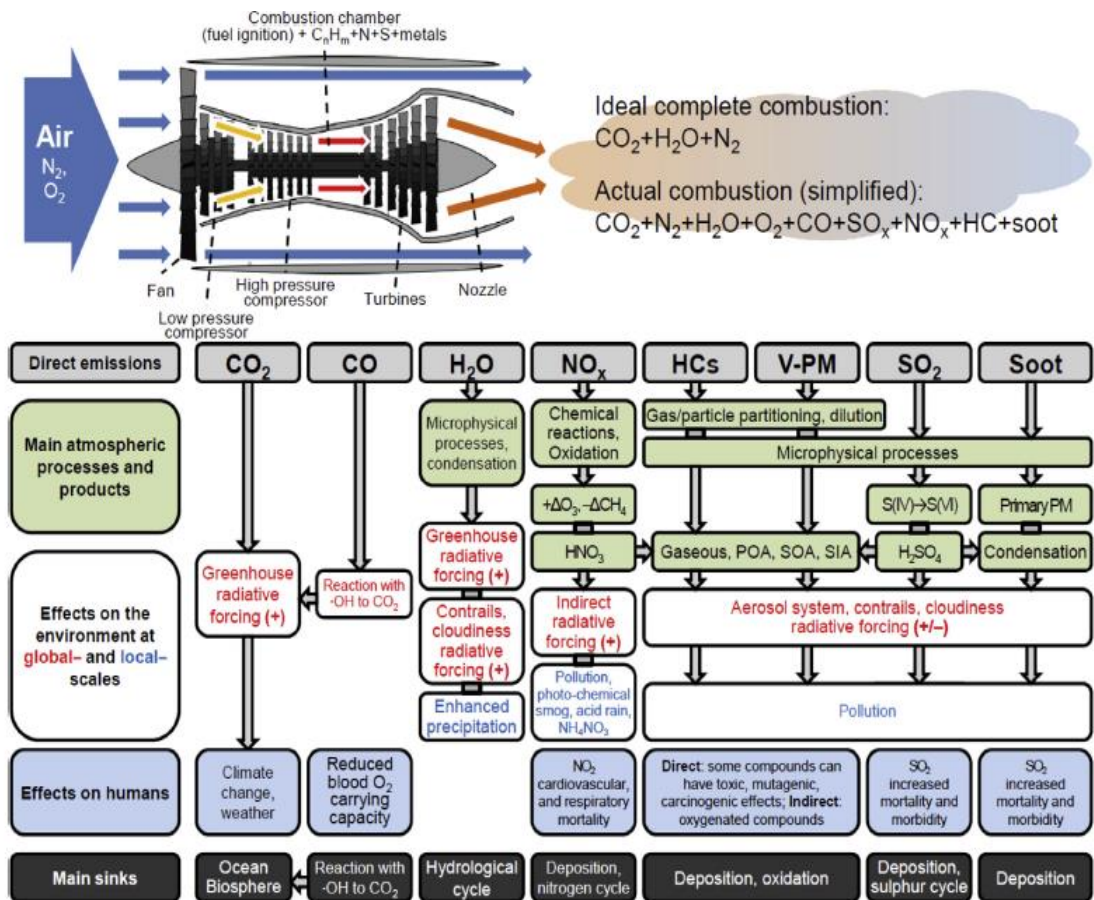 Combustion chamber
(fuel ignition) + CₙHₘ+N+S+metals
Air
N₂,
O₂
Ideal complete combustion:
CO₂+H₂O+N₂
Actual combustion (simplified):
CO₂+N₂+H₂O+O₂+CO+SOₓ+NOₓ+HC+soot
Fan
Low pressure
compressor
High pressure
compressor
Turbines
Nozzle
Direct emissions
CO₂
CO
H₂O
NOₓ
HCs
V-PM
SO₂
Soot
Main atmospheric
processes and
products
Microphysical
processes,
condensation
Chemical
reactions,
Oxidation
Gas/particle partitioning, dilution
Microphysical processes
+ΔO₃, −ΔCH₄
S(IV)→S(VI)
Primary PM
HNO₃
Gaseous, POA, SOA, SIA
H₂SO₄
Condensation
Effects on the
environment at
global– and local–
scales
Greenhouse
radiative
forcing (+)
Reaction with
·OH to CO₂
Greenhouse
radiative
forcing (+)
Contrails,
cloudiness
radiative
forcing (+)
Enhanced
precipitation
Indirect
radiative
forcing (+)
Pollution,
photo-chemical
smog, acid rain,
NH₄NO₃
Aerosol system, contrails, cloudiness
radiative forcing (+/–)
Pollution
Effects on humans
Climate
change,
weather
Reduced
blood O₂
carrying
capacity
NO₂
cardiovascular,
and respiratory
mortality
Direct: some compounds can
have toxic, mutagenic,
carcinogenic effects; Indirect:
oxygenated compounds
SO₂
increased
mortality and
morbidity
SO₂
increased
mortality and
morbidity
Main sinks
Ocean
Biosphere
Reaction with
·OH to CO₂
Hydrological
cycle
Deposition,
nitrogen cycle
Deposition, oxidation
Deposition,
sulphur cycle
Deposition